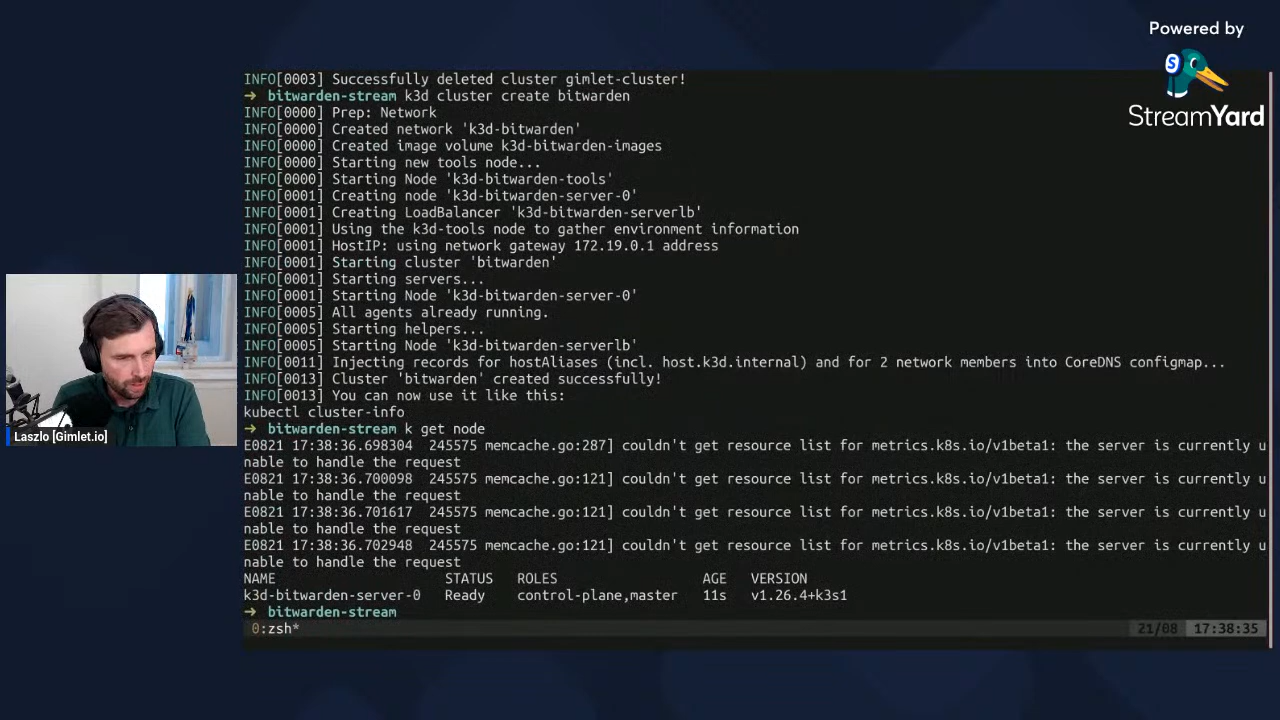 Powered by
S
StreamYard
INFO[0003] Successfully deleted cluster gimlet-cluster!
➜ bitwarden-stream k3d cluster create bitwarden
INFO[0000] Prep: Network
INFO[0000] Created network 'k3d-bitwarden'
INFO[0000] Created image volume k3d-bitwarden-images
INFO[0000] Starting new tools node...
INFO[0000] Starting Node 'k3d-bitwarden-tools'
INFO[0001] Creating node 'k3d-bitwarden-server-0'
INFO[0001] Creating LoadBalancer 'k3d-bitwarden-serverlb'
INFO[0001] Using the k3d-tools node to gather environment information
INFO[0001] HostIP: using network gateway 172.19.0.1 address
INFO[0001] Starting cluster 'bitwarden'
INFO[0001] Starting servers...
INFO[0001] Starting Node 'k3d-bitwarden-server-0'
INFO[0005] All agents already running.
INFO[0005] Starting helpers...
INFO[0005] Starting Node 'k3d-bitwarden-serverlb'
INFO[0011] Injecting records for hostAliases (incl. host.k3d.internal) and for 2 network members into CoreDNS configmap...
INFO[0013] Cluster 'bitwarden' created successfully!
INFO[0013] You can now use it like this:
kubectl cluster-info
➜ bitwarden-stream k get node
E0821 17:38:36.698304 245575 memcache.go:287] couldn't get resource list for metrics.k8s.io/v1beta1: the server is currently u
nable to handle the request
E0821 17:38:36.700098 245575 memcache.go:121] couldn't get resource list for metrics.k8s.io/v1beta1: the server is currently u
nable to handle the request
E0821 17:38:36.701617 245575 memcache.go:121] couldn't get resource list for metrics.k8s.io/v1beta1: the server is currently u
nable to handle the request
E0821 17:38:36.702948 245575 memcache.go:121] couldn't get resource list for metrics.k8s.io/v1beta1: the server is currently u
nable to handle the request
NAME STATUS ROLES AGE VERSION
k3d-bitwarden-server-0 Ready control-plane,master 11s v1.26.4+k3s1
➜ bitwarden-stream
0:zsh* 21/08 17:38:35
Laszlo [Gimlet.io]